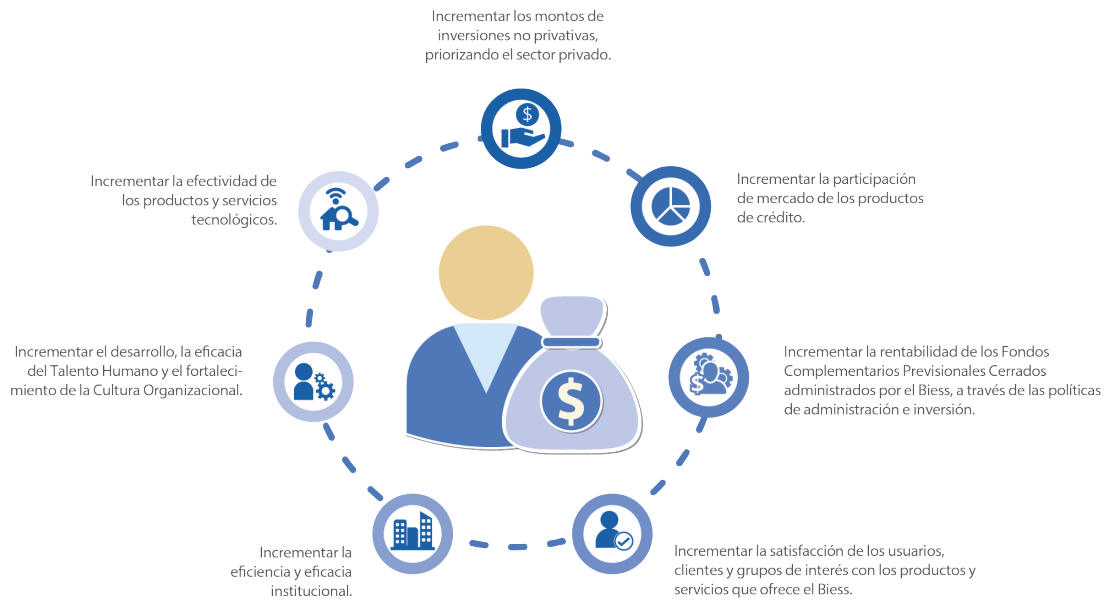 Incrementar los montos de
inversiones no privativas,
priorizando el sector privado.
$
Incrementar la participación
de mercado de los productos
de crédito.
Incrementar la rentabilidad de los Fondos
Complementarios Previsionales Cerrados
administrados por el Biess, a través de las políticas
de administración e inversión.
$
Incrementar la satisfacción de los usuarios,
clientes y grupos de interés con los productos y
servicios que ofrece el Biess.
Incrementar la
eficiencia y eficacia
institucional.
Incrementar el desarrollo, la eficacia
del Talento Humano y el fortaleci-
miento de la Cultura Organizacional.
Incrementar la efectividad de
los productos y servicios
tecnológicos.
$